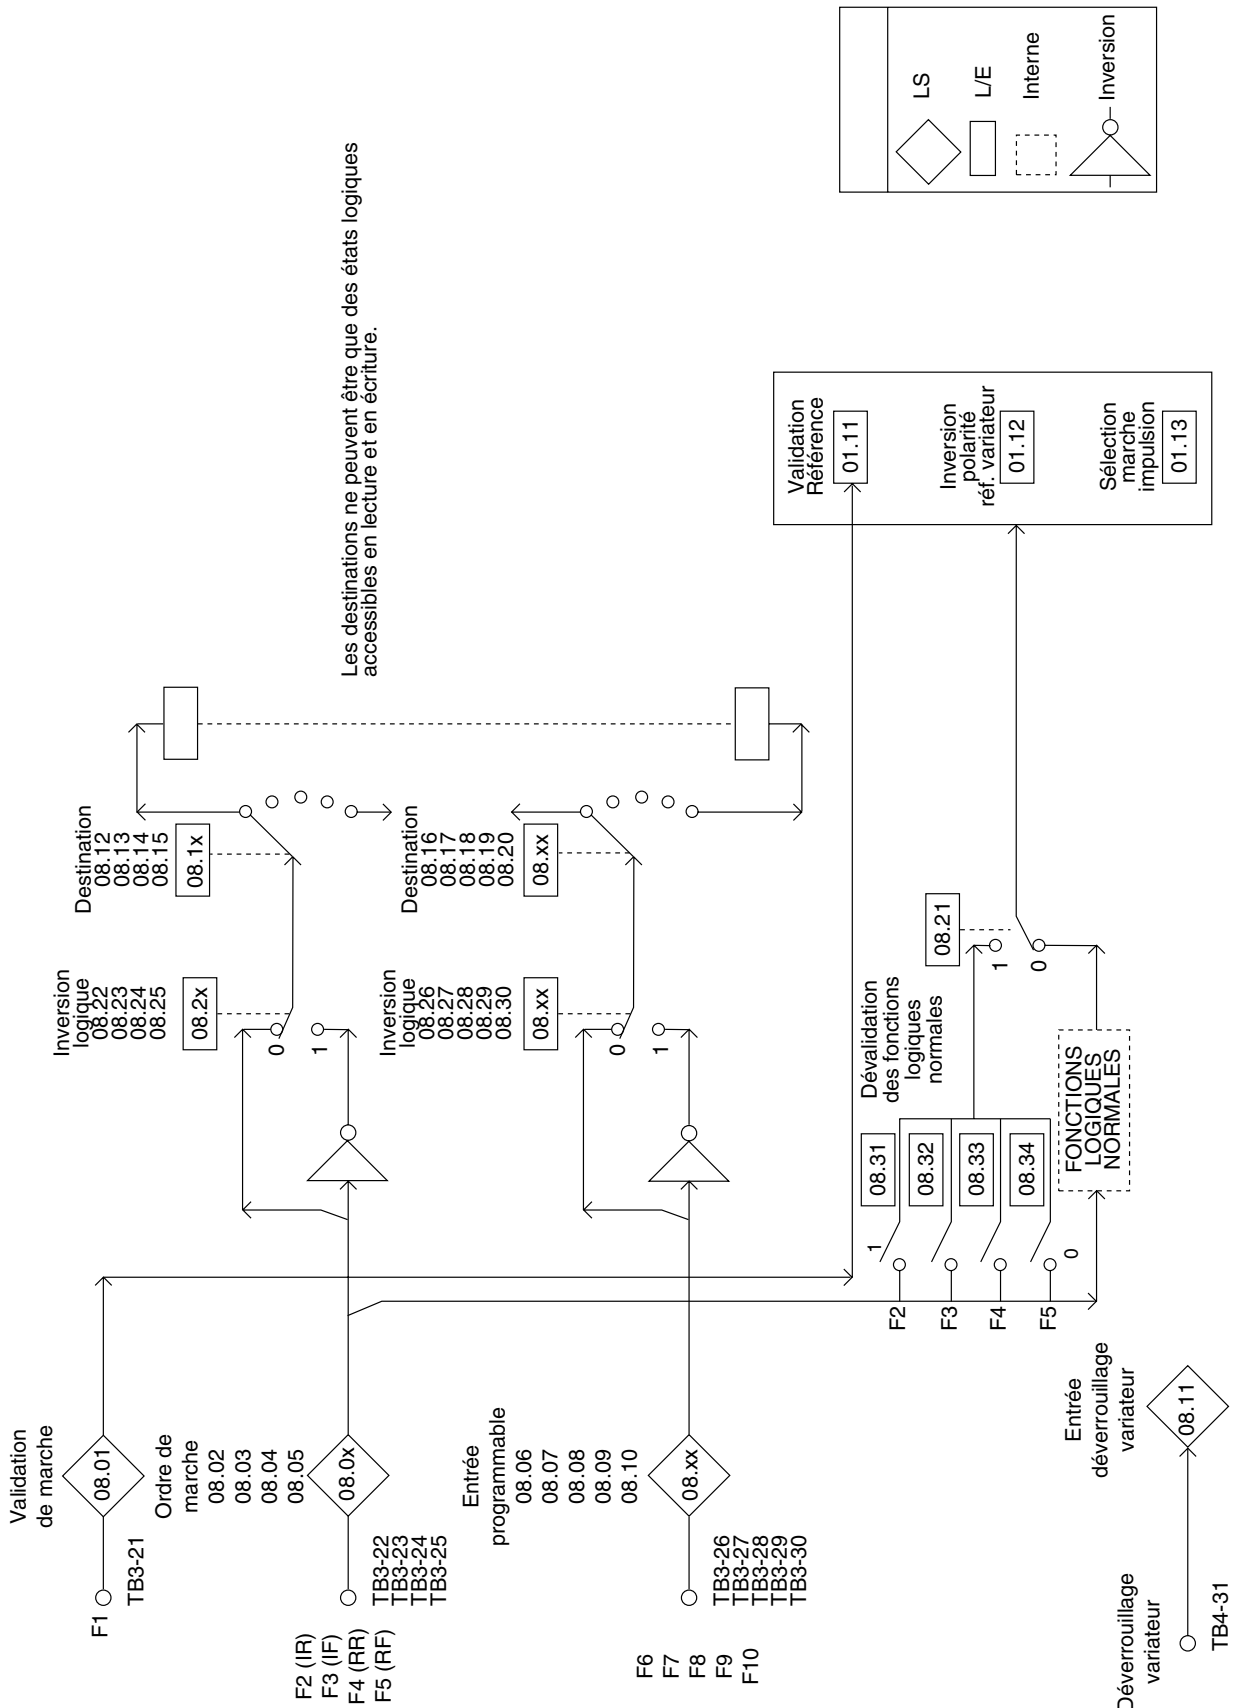 Validation
de marche
08.01
F1
TB3-21
Ordre de
marche
08.02
08.03
08.04
08.05
08.0x
F2 (IR)
F3 (IF)
F4 (RR)
F5 (RF)
TB3-22
TB3-23
TB3-24
TB3-25
Entrée
programmable
08.06
08.07
08.08
08.09
08.10
08.xx
F6
F7
F8
F9
F10
TB3-26
TB3-27
TB3-28
TB3-29
TB3-30
Déverrouillage
variateur
TB4-31
Entrée
déverrouillage
variateur
08.11
Inversion
logique
08.22
08.23
08.24
08.25
08.2x
0
1
Destination
08.12
08.13
08.14
08.15
08.1x
Inversion
logique
08.26
08.27
08.28
08.29
08.30
08.xx
0
1
Destination
08.16
08.17
08.18
08.19
08.20
08.xx
Les destinations ne peuvent être que des états logiques
accessibles en lecture et en écriture.
F2
F3
F4
F5
1
0
08.31
08.32
08.33
08.34
Dévalidation
des fonctions
logiques
normales
08.21
1
0
FONCTIONS
LOGIQUES
NORMALES
Validation
Référence
01.11
Inversion
polarité
réf. variateur
01.12
Sélection
marche
impulsion
01.13
LS
L/E
Interne
Inversion